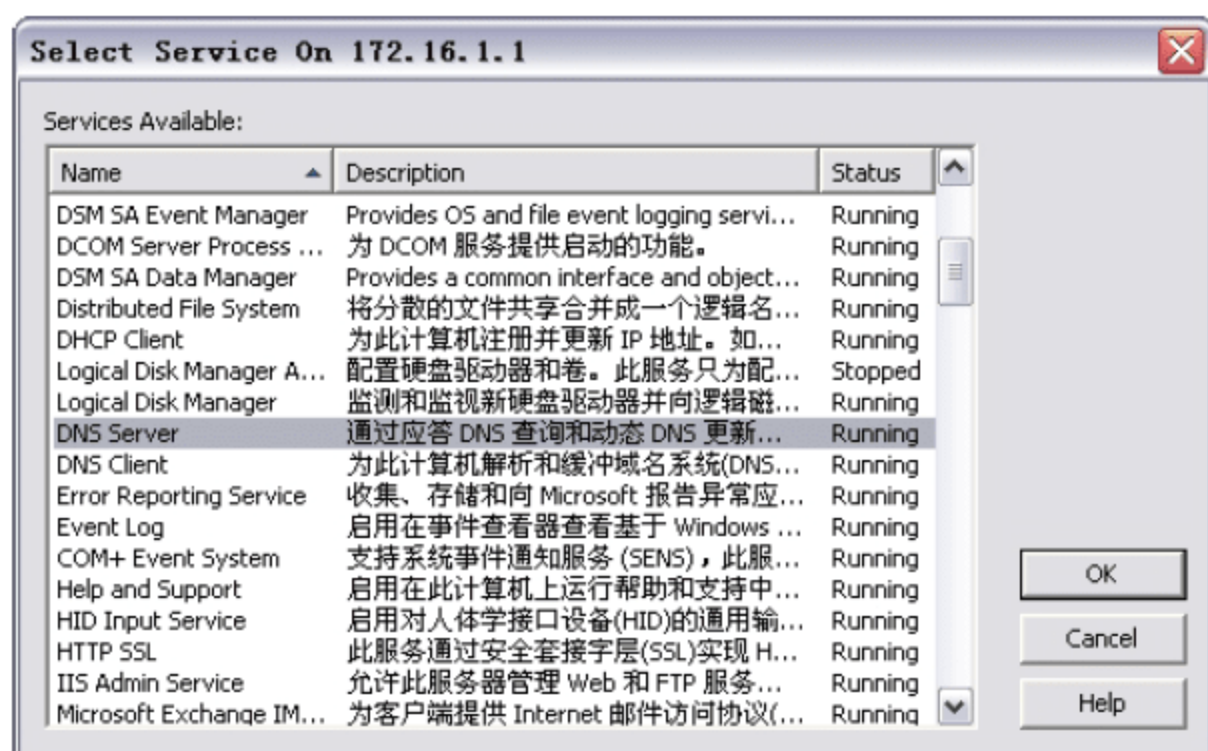 Select Service On 172.16.1.1
Services Available:
Name Description Status
DSM SA Event Manager Provides OS and file event logging servi... Running
DCOM Server Process ... 为 DCOM 服务提供启动的功能。 Running
DSM SA Data Manager Provides a common interface and object... Running
Distributed File System 将分散的文件共享合并成一个逻辑名... Running
DHCP Client 为此计算机注册并更新 IP 地址。如... Running
Logical Disk Manager A... 配置硬盘驱动器和卷。此服务只为配... Stopped
Logical Disk Manager 监测和监视新硬盘驱动器并向逻辑磁... Running
DNS Server 通过应答 DNS 查询和动态 DNS 更新... Running
DNS Client 为此计算机解析和缓冲域名系统(DNS... Running
Error Reporting Service 收集、存储和向 Microsoft 报告异常应... Running
Event Log 启用在事件查看器查看基于 Windows ... Running
COM+ Event System 支持系统事件通知服务 (SENS)，此服... Running
Help and Support 启用在此计算机上运行帮助和支持中... Running
HID Input Service 启用对人体学接口设备(HID)的通用输... Running
HTTP SSL 此服务通过安全套接字层(SSL)实现 H... Running
IIS Admin Service 允许此服务器管理 Web 和 FTP 服务... Running
Microsoft Exchange IM... 为客户端提供 Internet 邮件访问协议(... Running
OK
Cancel
Help